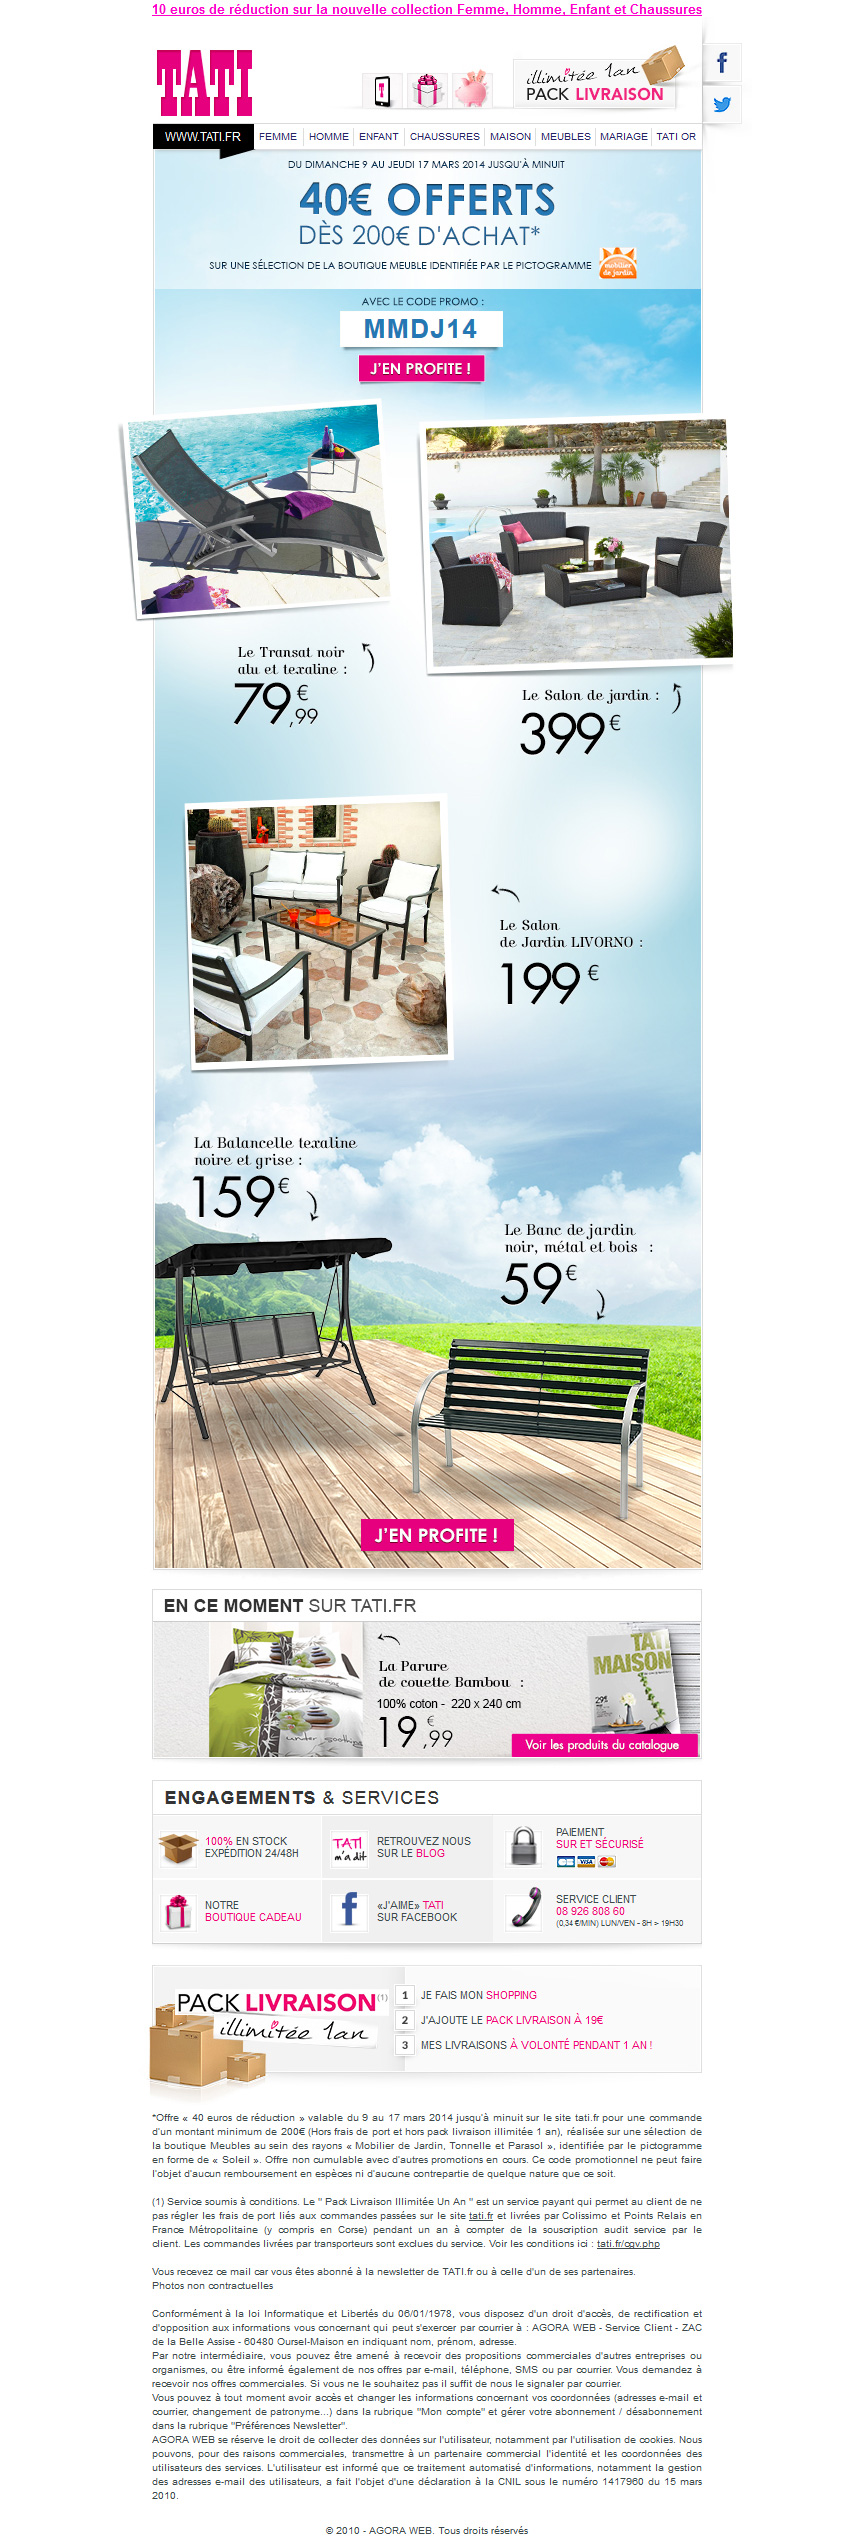 10 euros de réduction sur la nouvelle collection Femme, Homme, Enfant et Chaussures
TATI
illimitée 1an
PACK LIVRAISON
WWW.TATI.FR
FEMME
HOMME
ENFANT
CHAUSSURES
MAISON
MEUBLES
MARIAGE
TATI OR
DU DIMANCHE 9 AU JEUDI 17 MARS 2014 JUSQU'À MINUIT
40€ OFFERTS
DÈS 200€ D'ACHAT*
SUR UNE SÉLECTION DE LA BOUTIQUE MEUBLE IDENTIFIÉE PAR LE PICTOGRAMME
mobilier
de jardin
AVEC LE CODE PROMO :
MMDJ14
J'EN PROFITE !
Le Transat noir
alu et texaline :
79€,99
Le Salon de jardin :
399€
Le Salon
de Jardin LIVORNO :
199€
La Balancelle texaline
noire et grise :
159€
Le Banc de jardin
noir, métal et bois :
59€
J'EN PROFITE !
EN CE MOMENT SUR TATI.FR
La Parure
de couette Bambou :
100% coton - 220 x 240 cm
19€,99
TATI
MAISON
Voir les produits du catalogue
ENGAGEMENTS & SERVICES
100% EN STOCK
EXPÉDITION 24/48H
TATI
m'a dit
RETROUVEZ NOUS
SUR LE BLOG
PAIEMENT
SUR ET SÉCURISÉ
VISA
NOTRE
BOUTIQUE CADEAU
«J'AIME» TATI
SUR FACEBOOK
SERVICE CLIENT
08 926 808 60
(0,34 €/MIN) LUN/VEN - 8H > 19H30
PACK LIVRAISON(1)
illimitée 1an
1 JE FAIS MON SHOPPING
2 J'AJOUTE LE PACK LIVRAISON À 19€
3 MES LIVRAISONS À VOLONTÉ PENDANT 1 AN !
*Offre « 40 euros de réduction » valable du 9 au 17 mars 2014 jusqu'à minuit sur le site tati.fr pour une commande
d'un montant minimum de 200€ (Hors frais de port et hors pack livraison illimitée 1 an), réalisée sur une sélection de
la boutique Meubles au sein des rayons « Mobilier de Jardin, Tonnelle et Parasol », identifiée par le pictogramme
en forme de « Soleil ». Offre non cumulable avec d'autres promotions en cours. Ce code promotionnel ne peut faire
l'objet d'aucun remboursement en espèces ni d'aucune contrepartie de quelque nature que ce soit.
(1) Service soumis à conditions. Le " Pack Livraison Illimitée Un An " est un service payant qui permet au client de ne
pas régler les frais de port liés aux commandes passées sur le site tati.fr et livrées par Colissimo et Points Relais en
France Métropolitaine (y compris en Corse) pendant un an à compter de la souscription audit service par le
client. Les commandes livrées par transporteurs sont exclues du service. Voir les conditions ici : tati.fr/cgv.php
Vous recevez ce mail car vous êtes abonné à la newsletter de TATI.fr ou à celle d'un de ses partenaires.
Photos non contractuelles
Conformément à la loi Informatique et Libertés du 06/01/1978, vous disposez d'un droit d'accès, de rectification et
d'opposition aux informations vous concernant qui peut s'exercer par courrier à : AGORA WEB - Service Client - ZAC
de la Belle Assise - 60480 Oursel-Maison en indiquant nom, prénom, adresse.
Par notre intermédiaire, vous pouvez être amené à recevoir des propositions commerciales d'autres entreprises ou
organismes, ou être informé également de nos offres par e-mail, téléphone, SMS ou par courrier. Vous demandez à
recevoir nos offres commerciales. Si vous ne le souhaitez pas il suffit de nous le signaler par courrier.
Vous pouvez à tout moment avoir accès et changer les informations concernant vos coordonnées (adresses e-mail et
courrier, changement de patronyme...) dans la rubrique "Mon compte" et gérer votre abonnement / désabonnement
dans la rubrique "Préférences Newsletter".
AGORA WEB se réserve le droit de collecter des données sur l'utilisateur, notamment par l'utilisation de cookies. Nous
pouvons, pour des raisons commerciales, transmettre à un partenaire commercial l'identité et les coordonnées des
utilisateurs des services. L'utilisateur est informé que ce traitement automatisé d'informations, notamment la gestion
des adresses e-mail des utilisateurs, a fait l'objet d'une déclaration à la CNIL sous le numéro 1417960 du 15 mars
2010.
© 2010 - AGORA WEB. Tous droits réservés